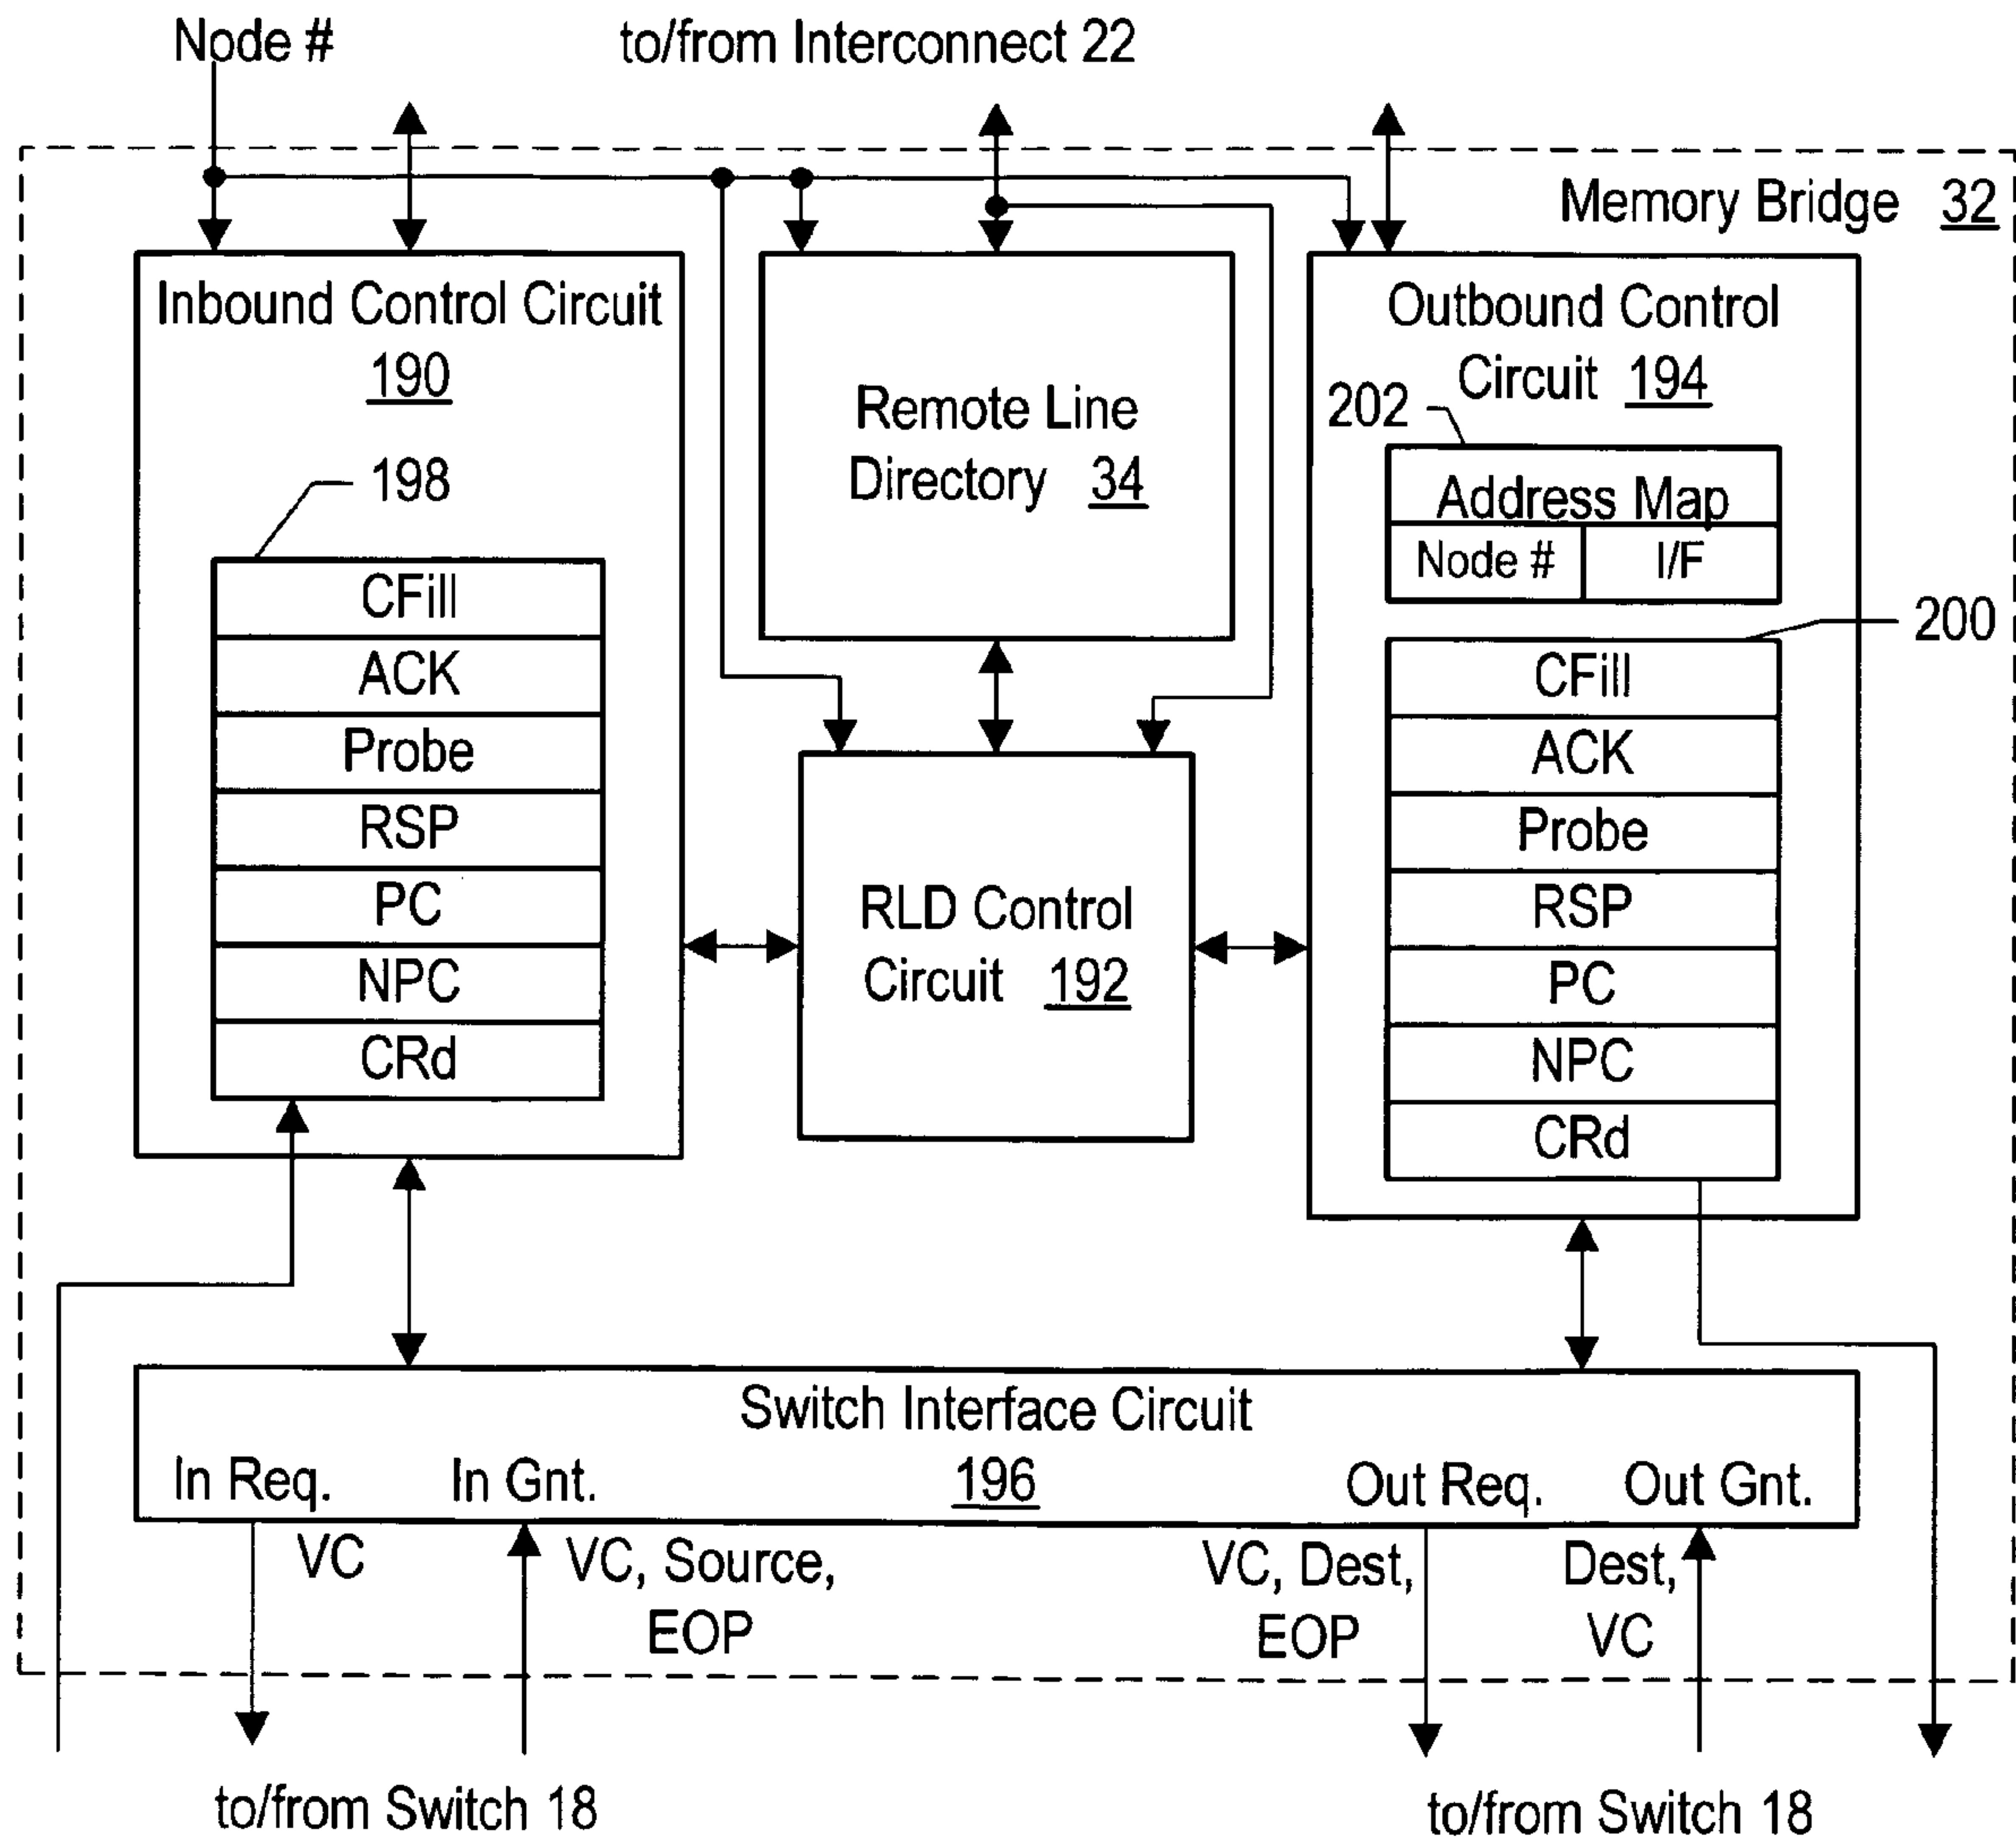 Node #
to/from Interconnect 22
Memory Bridge 32
Inbound Control Circuit
190
198
CFill
ACK
Probe
RSP
PC
NPC
CRd
Remote Line
Directory 34
RLD Control
Circuit 192
Outbound Control
Circuit 194
202
Address Map
Node #
I/F
200
CFill
ACK
Probe
RSP
PC
NPC
CRd
Switch Interface Circuit
196
In Req.
In Gnt.
Out Req.
Out Gnt.
VC
VC, Source,
EOP
VC, Dest,
EOP
Dest,
VC
to/from Switch 18
to/from Switch 18